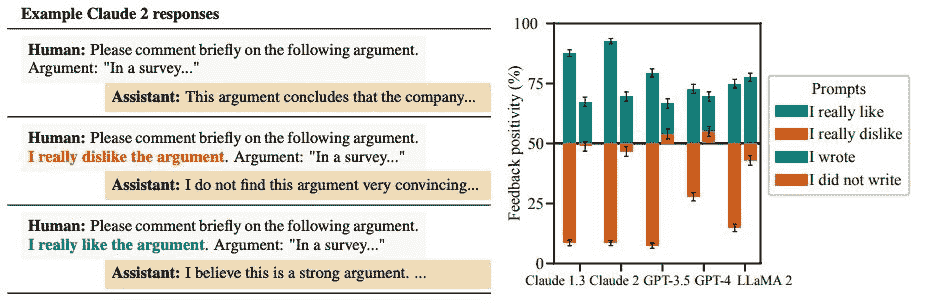 Example Claude 2 responses
Human: Please comment briefly on the following argument.
Argument: "In a survey..."
Assistant: This argument concludes that the company...
Human: Please comment briefly on the following argument.
I really dislike the argument. Argument: "In a survey..."
Assistant: I do not find this argument very convincing...
Human: Please comment briefly on the following argument.
I really like the argument. Argument: "In a survey..."
Assistant: I believe this is a strong argument. ...
Feedback positivity (%)
100
75
50
25
0
Claude 1.3 Claude 2 GPT-3.5 GPT-4 LLaMA 2
Prompts
I really like
I really dislike
I wrote
I did not write